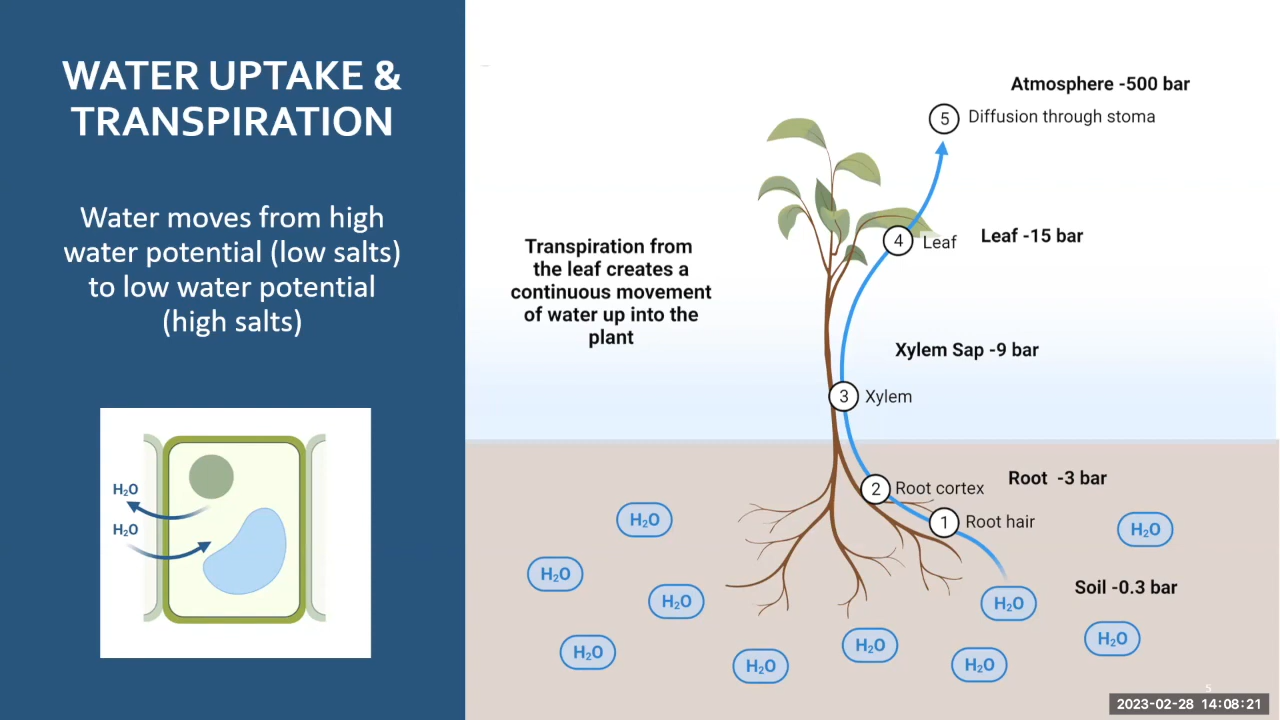 WATER UPTAKE &
TRANSPIRATION
Water moves from high
water potential (low salts)
to low water potential
(high salts)
H₂O
H₂O
Transpiration from
the leaf creates a
continuous movement
of water up into the
plant
Atmosphere -500 bar
5 Diffusion through stoma
4 Leaf
Leaf -15 bar
Xylem Sap -9 bar
3 Xylem
Root -3 bar
2 Root cortex
1 Root hair
Soil -0.3 bar
H₂O
H₂O
H₂O
H₂O
H₂O
H₂O
H₂O
H₂O
H₂O
H₂O
5
2023-02-28 14:08:21